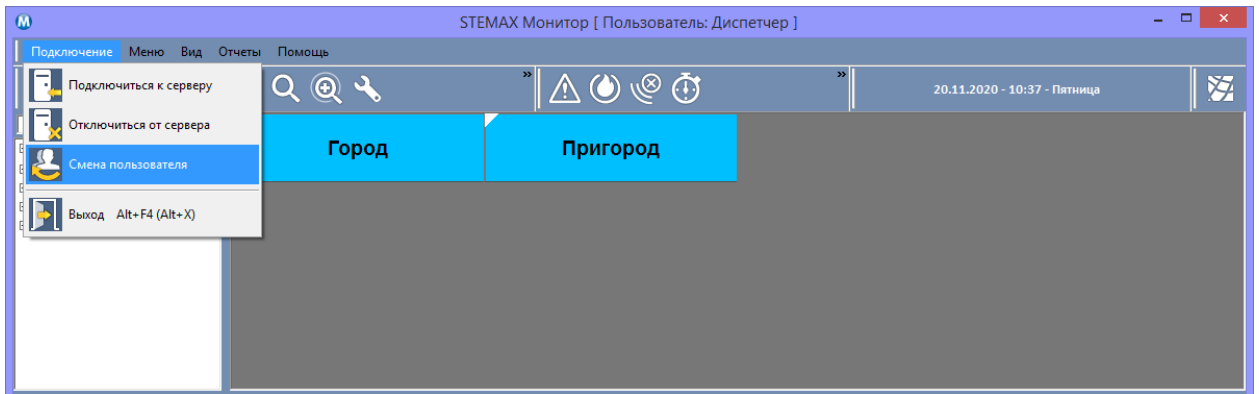 STEMAX Монитор [ Пользователь: Диспетчер ]
Подключение Меню Вид Отчеты Помощь
Подключиться к серверу
Отключиться от сервера
Смена пользователя
Выход Alt+F4 (Alt+X)
20.11.2020 - 10:37 - Пятница
Город
Пригород